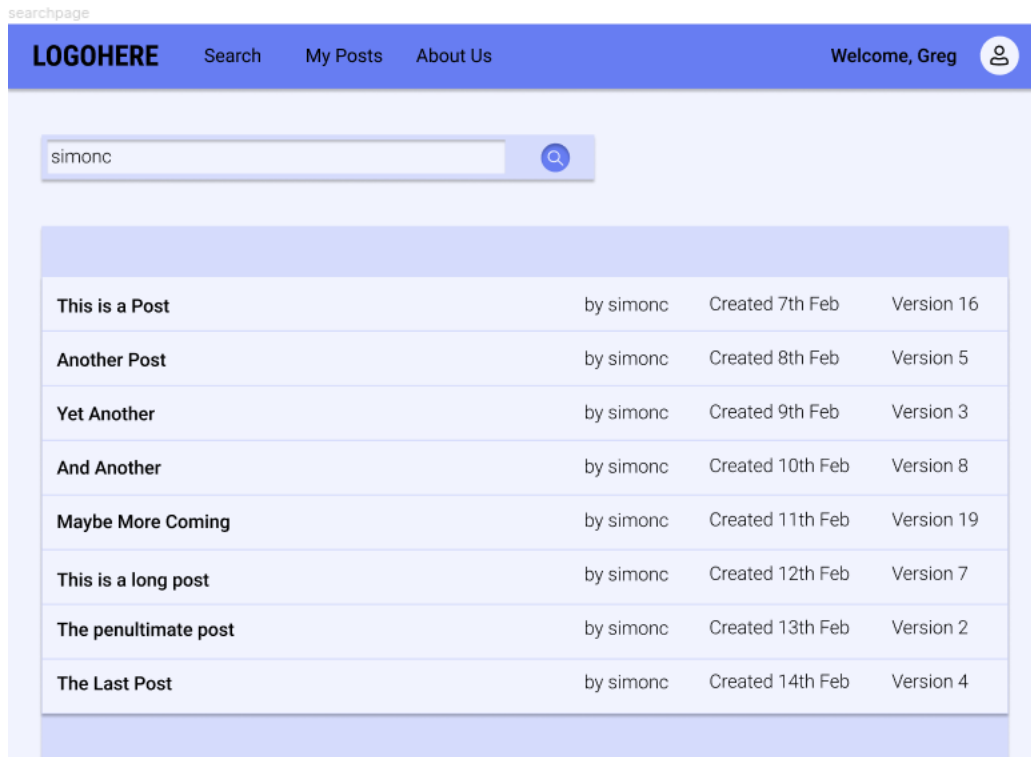 searchpage
LOGOHERE Search My Posts About Us Welcome, Greg
simonc
This is a Post by simonc Created 7th Feb Version 16
Another Post by simonc Created 8th Feb Version 5
Yet Another by simonc Created 9th Feb Version 3
And Another by simonc Created 10th Feb Version 8
Maybe More Coming by simonc Created 11th Feb Version 19
This is a long post by simonc Created 12th Feb Version 7
The penultimate post by simonc Created 13th Feb Version 2
The Last Post by simonc Created 14th Feb Version 4